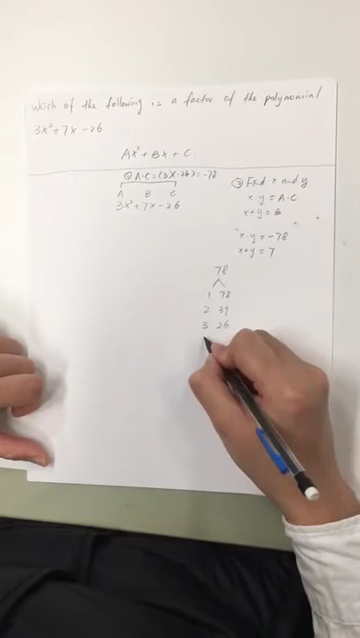 Which of the following is a factor of the polynomial
3x²+7x-26
Ax²+Bx+C
① A·C=(3)(-26)=-78
A B C
3x²+7x-26
② Find x and y
x·y=A·C
x+y=B
x·y=-78
x+y=7
78
1 78
2 39
3 26